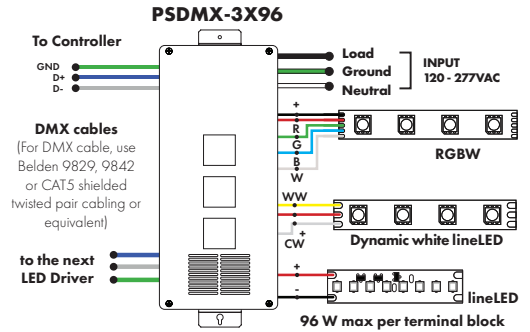 PSDMX-3X96
To Controller
GND
D+
D-
DMX cables
(For DMX cable, use
Belden 9829, 9842
or CAT5 shielded
twisted pair cabling or
equivalent)
to the next
LED Driver
Load
Ground
Neutral
INPUT
120 - 277VAC
+
R
G
B
W
RGBW
WW
+
CW
Dynamic white lineLED
+
-
lineLED
96 W max per terminal block